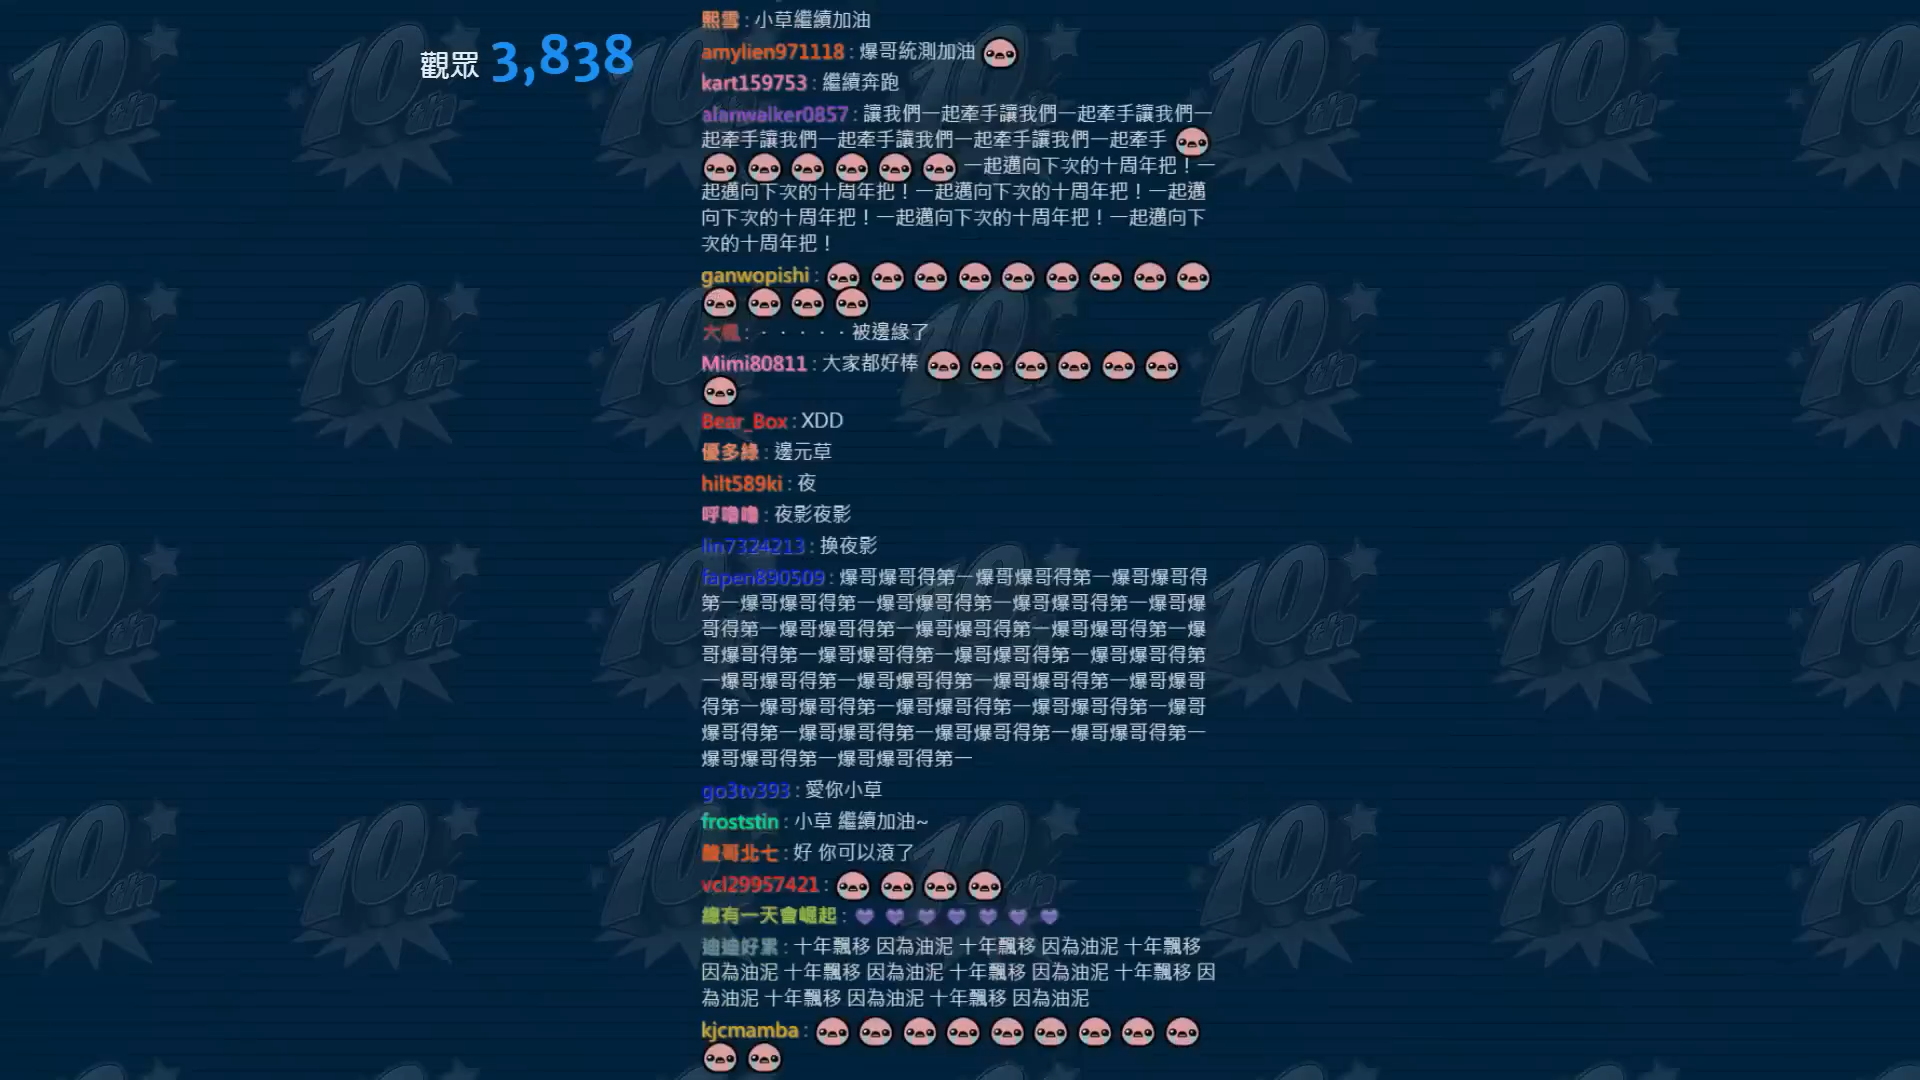 觀眾 3,838
熙雪 : 小草繼續加油
amylien971118 : 爆哥統測加油
kart159753 : 繼續奔跑
alanwalker0857 : 讓我們一起牽手讓我們一起牽手讓我們一
起牽手讓我們一起牽手讓我們一起牽手讓我們一起牽手
一起邁向下次的十周年把！一
起邁向下次的十周年把！一起邁向下次的十周年把！一起邁
向下次的十周年把！一起邁向下次的十周年把！一起邁向下
次的十周年把！
ganwopishi :
: · · · · · 被邊緣了
Mimi80811 : 大家都好棒
Bear_Box : XDD
優多綠 : 邊元草
hilt589ki : 夜
呼嚕嚕 : 夜影夜影
lin7324213 : 換夜影
fapen890509 : 爆哥爆哥得第一爆哥爆哥得第一爆哥爆哥得
第一爆哥爆哥得第一爆哥爆哥得第一爆哥爆哥得第一爆哥爆
哥得第一爆哥爆哥得第一爆哥爆哥得第一爆哥爆哥得第一爆
哥爆哥得第一爆哥爆哥得第一爆哥爆哥得第一爆哥爆哥得第
一爆哥爆哥得第一爆哥爆哥得第一爆哥爆哥得第一爆哥爆哥
得第一爆哥爆哥得第一爆哥爆哥得第一爆哥爆哥得第一爆哥
爆哥得第一爆哥爆哥得第一爆哥爆哥得第一爆哥爆哥得第一
爆哥爆哥得第一爆哥爆哥得第一
go3tv393 : 愛你小草
froststin : 小草 繼續加油~
哥北七 : 好 你可以滾了
vcl29957421 :
總有一天會崛起 :
迪迪好累 : 十年飄移 因為油泥 十年飄移 因為油泥 十年飄移
因為油泥 十年飄移 因為油泥 十年飄移 因為油泥 十年飄移 因
為油泥 十年飄移 因為油泥 十年飄移 因為油泥
kjcmamba :